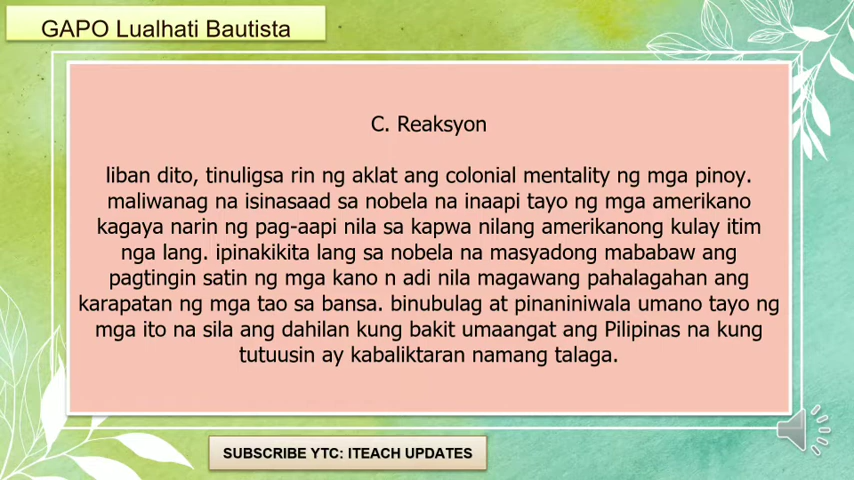 GAPO Lualhati Bautista
C. Reaksyon
liban dito, tinuligsa rin ng aklat ang colonial mentality ng mga pinoy.
maliwanag na isinasaad sa nobela na inaapi tayo ng mga amerikano
kagaya narin ng pag-aapi nila sa kapwa nilang amerikanong kulay itim
nga lang. ipinakikita lang sa nobela na masyadong mababaw ang
pagtingin satin ng mga kano n adi nila magawang pahalagahan ang
karapatan ng mga tao sa bansa. binubulag at pinaniniwala umano tayo ng
mga ito na sila ang dahilan kung bakit umaangat ang Pilipinas na kung
tutuusin ay kabaliktaran namang talaga.
SUBSCRIBE YTC: ITEACH UPDATES